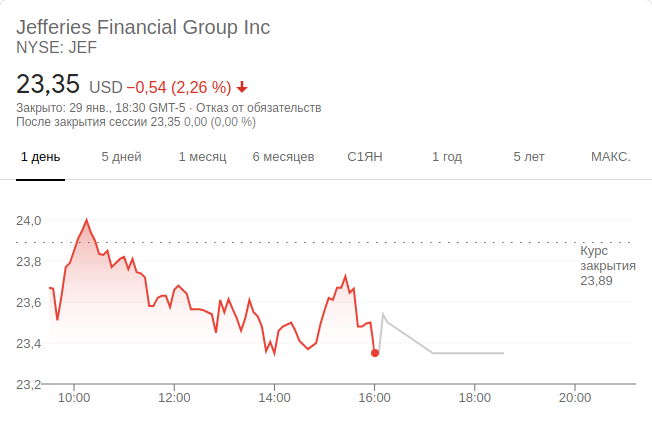 Jefferies Financial Group Inc
NYSE: JEF
23,35 USD −0,54 (2,26 %)
Закрыто: 29 янв., 18:30 GMT-5 · Отказ от обязательств
После закрытия сессии 23,35 0,00 (0,00 %)
1 день 5 дней 1 месяц 6 месяцев С1ЯН 1 год 5 лет МАКС.
24,0
23,8
23,6
23,4
23,2
Курс
закрытия
23,89
10:00 12:00 14:00 16:00 18:00 20:00